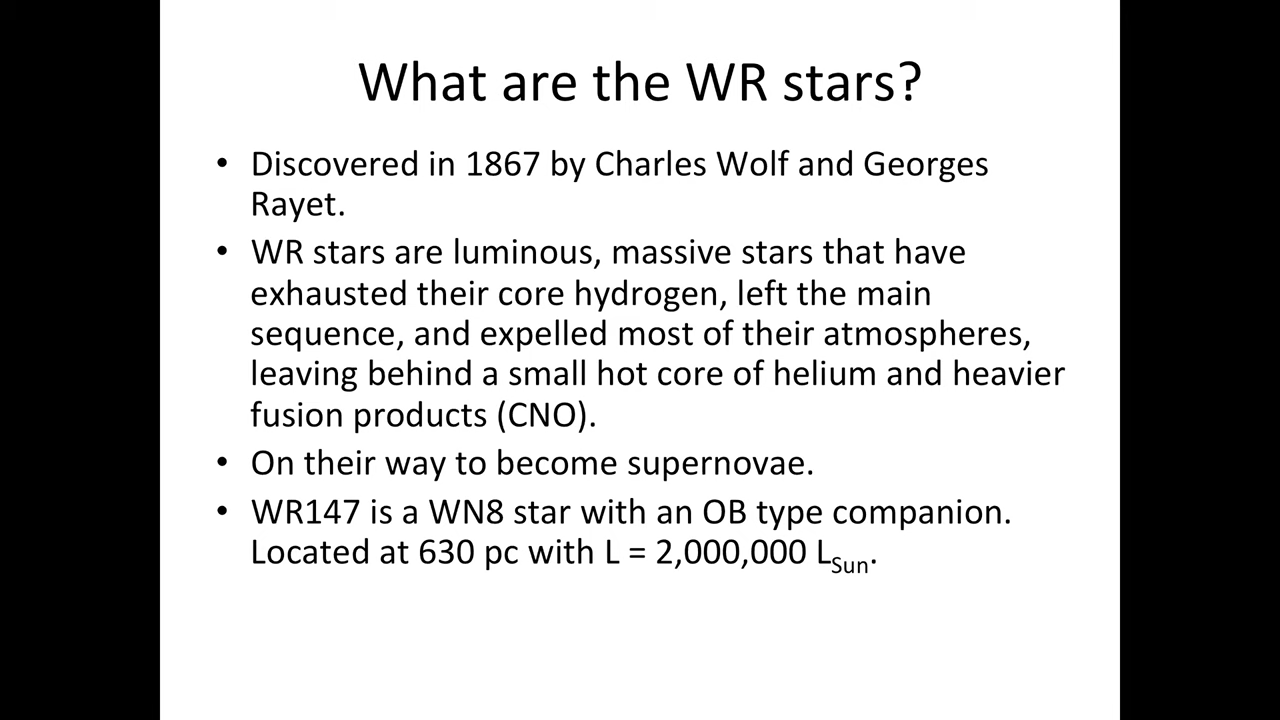 What are the WR stars?
• Discovered in 1867 by Charles Wolf and Georges
Rayet.
• WR stars are luminous, massive stars that have
exhausted their core hydrogen, left the main
sequence, and expelled most of their atmospheres,
leaving behind a small hot core of helium and heavier
fusion products (CNO).
• On their way to become supernovae.
• WR147 is a WN8 star with an OB type companion.
Located at 630 pc with L = 2,000,000 LSun.